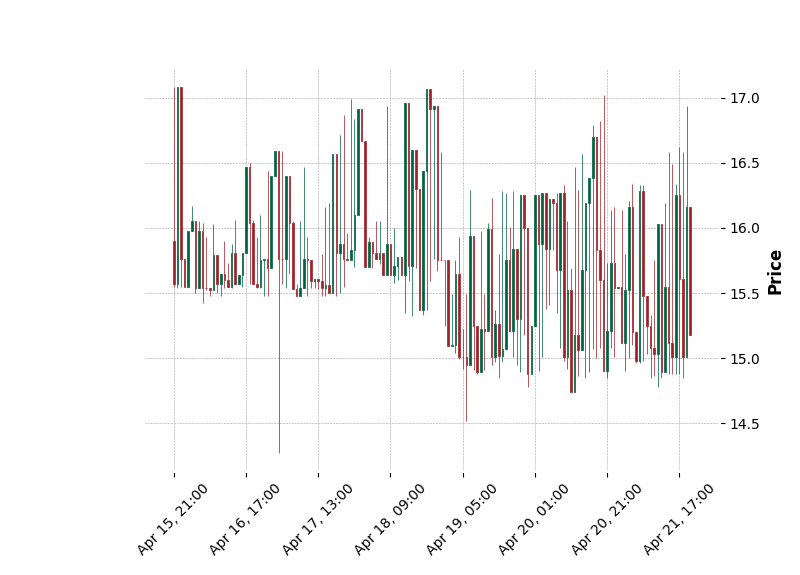 17.0
16.5
16.0
15.5
15.0
14.5
Price
Apr 15, 21:00
Apr 16, 17:00
Apr 17, 13:00
Apr 18, 09:00
Apr 19, 05:00
Apr 20, 01:00
Apr 20, 21:00
Apr 21, 17:00